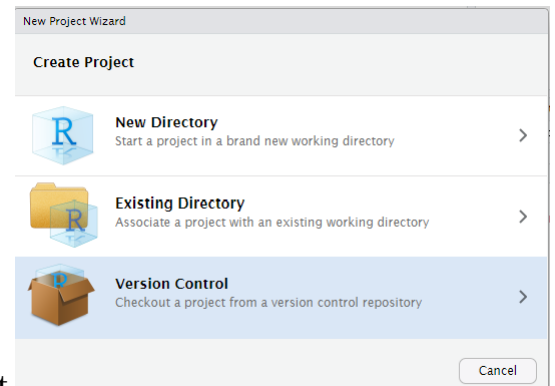 New Project Wizard
Create Project
New Directory
Start a project in a brand new working directory
Existing Directory
Associate a project with an existing working directory
Version Control
Checkout a project from a version control repository
Cancel